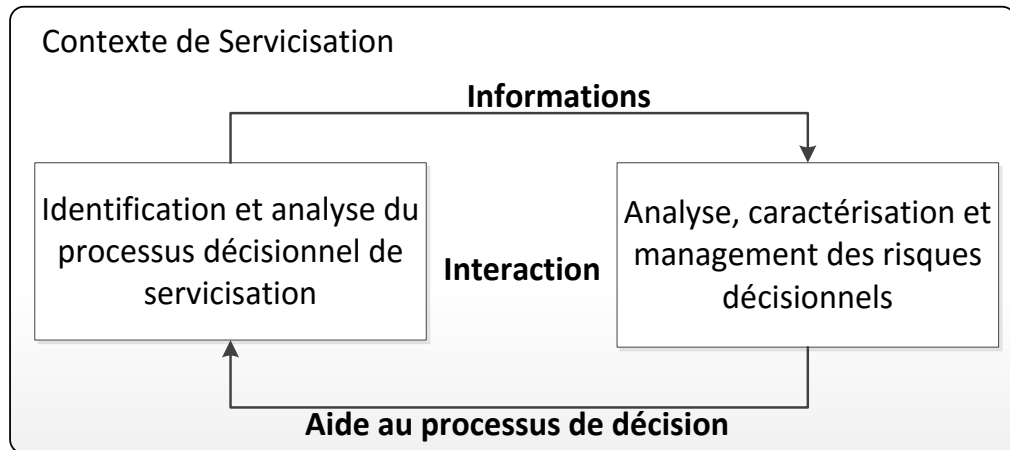 Contexte de Servicisation
Informations
Identification et analyse du
processus décisionnel de
servicisation
Interaction
Analyse, caractérisation et
management des risques
décisionnels
Aide au processus de décision